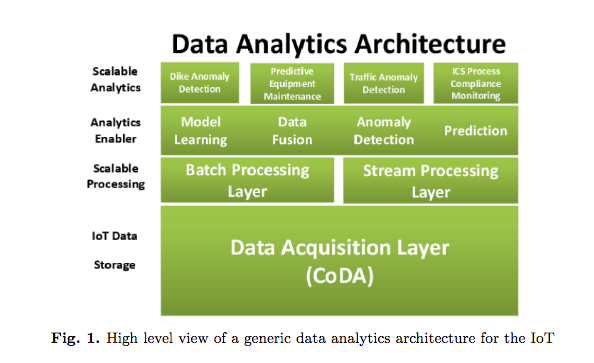 Data Analytics Architecture
Scalable
Analytics
Dike Anomaly
Detection
Predictive
Equipment
Maintenance
Traffic Anomaly
Detection
ICS Process
Compliance
Monitoring
Analytics
Enabler
Model
Learning
Data
Fusion
Anomaly
Detection
Prediction
Scalable
Processing
Batch Processing
Layer
Stream Processing
Layer
IoT Data
Storage
Data Acquisition Layer
(CoDA)
Fig. 1. High level view of a generic data analytics architecture for the IoT